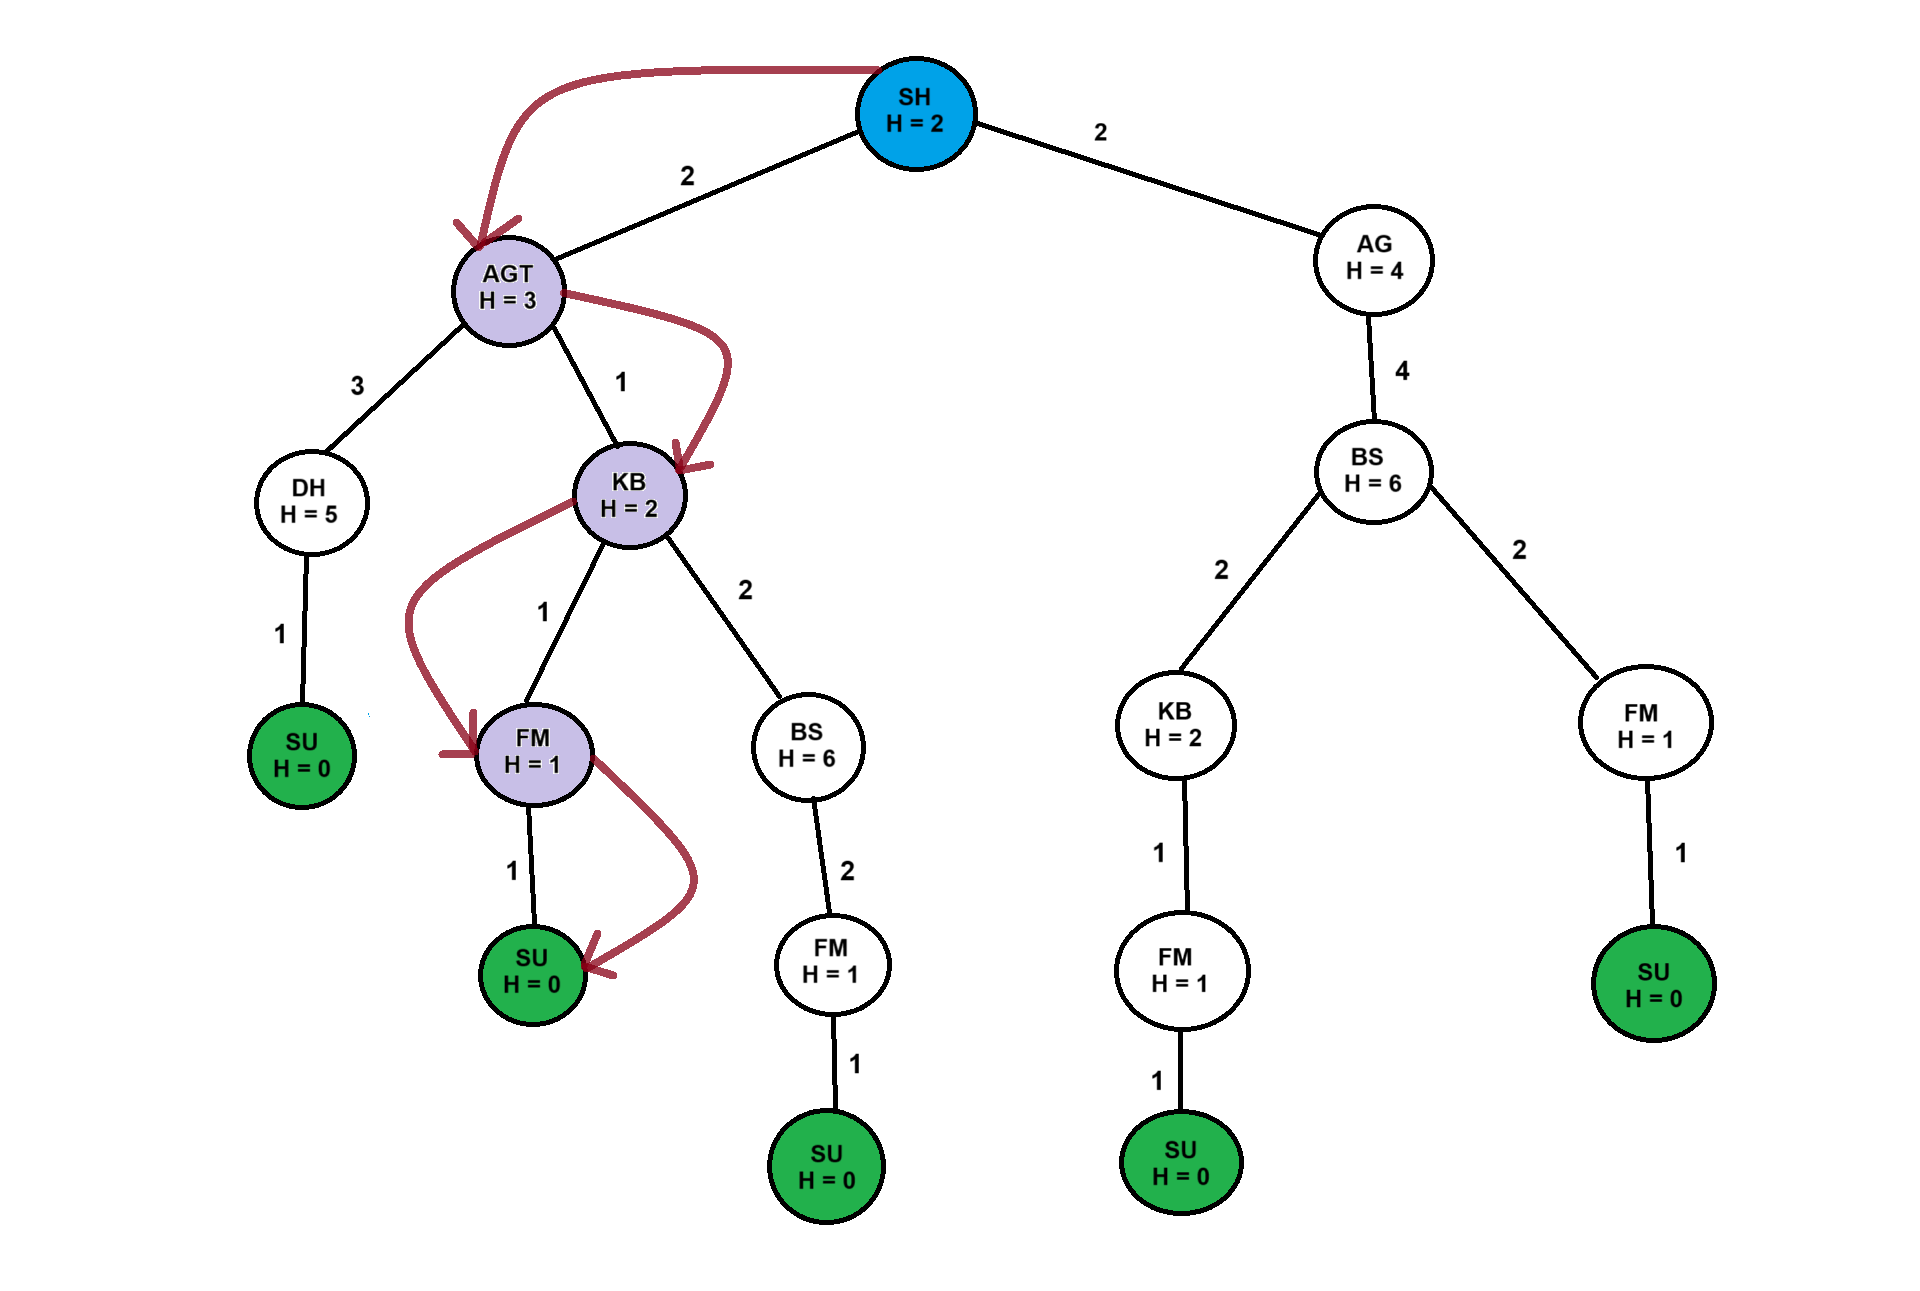 SH
H = 2
2
2
AG
H = 4
AGT
H = 3
4
3
1
BS
H = 6
KB
H = 2
DH
H = 5
2
2
2
1
1
KB
H = 2
FM
H = 1
FM
H = 1
BS
H = 6
SU
H = 0
1
1
1
2
FM
H = 1
FM
H = 1
SU
H = 0
SU
H = 0
1
1
SU
H = 0
SU
H = 0